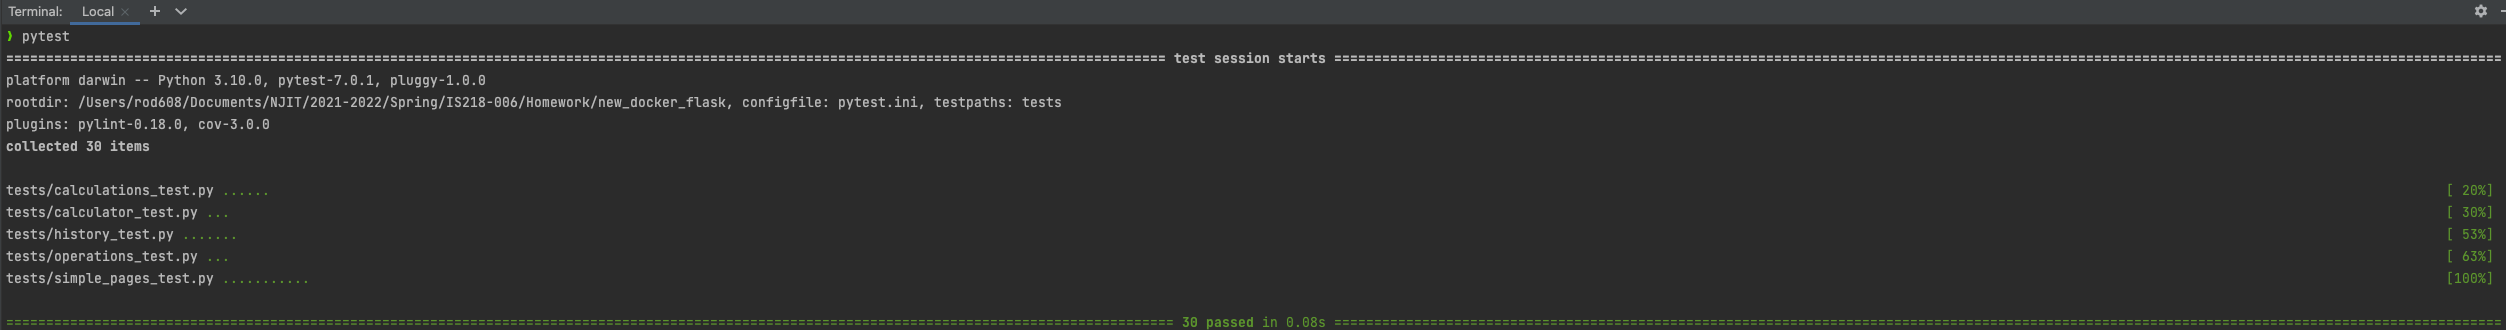 Terminal: Local × + 
❯ pytest
================================================================ test session starts ================================================================
platform darwin -- Python 3.10.0, pytest-7.0.1, pluggy-1.0.0
rootdir: /Users/rod608/Documents/NJIT/2021-2022/Spring/IS218-006/Homework/new_docker_flask, configfile: pytest.ini, testpaths: tests
plugins: pylint-0.18.0, cov-3.0.0
collected 30 items
tests/calculations_test.py ...... [ 20%]
tests/calculator_test.py ... [ 30%]
tests/history_test.py ....... [ 53%]
tests/operations_test.py ... [ 63%]
tests/simple_pages_test.py ........... [100%]
================================================================ 30 passed in 0.08s ================================================================